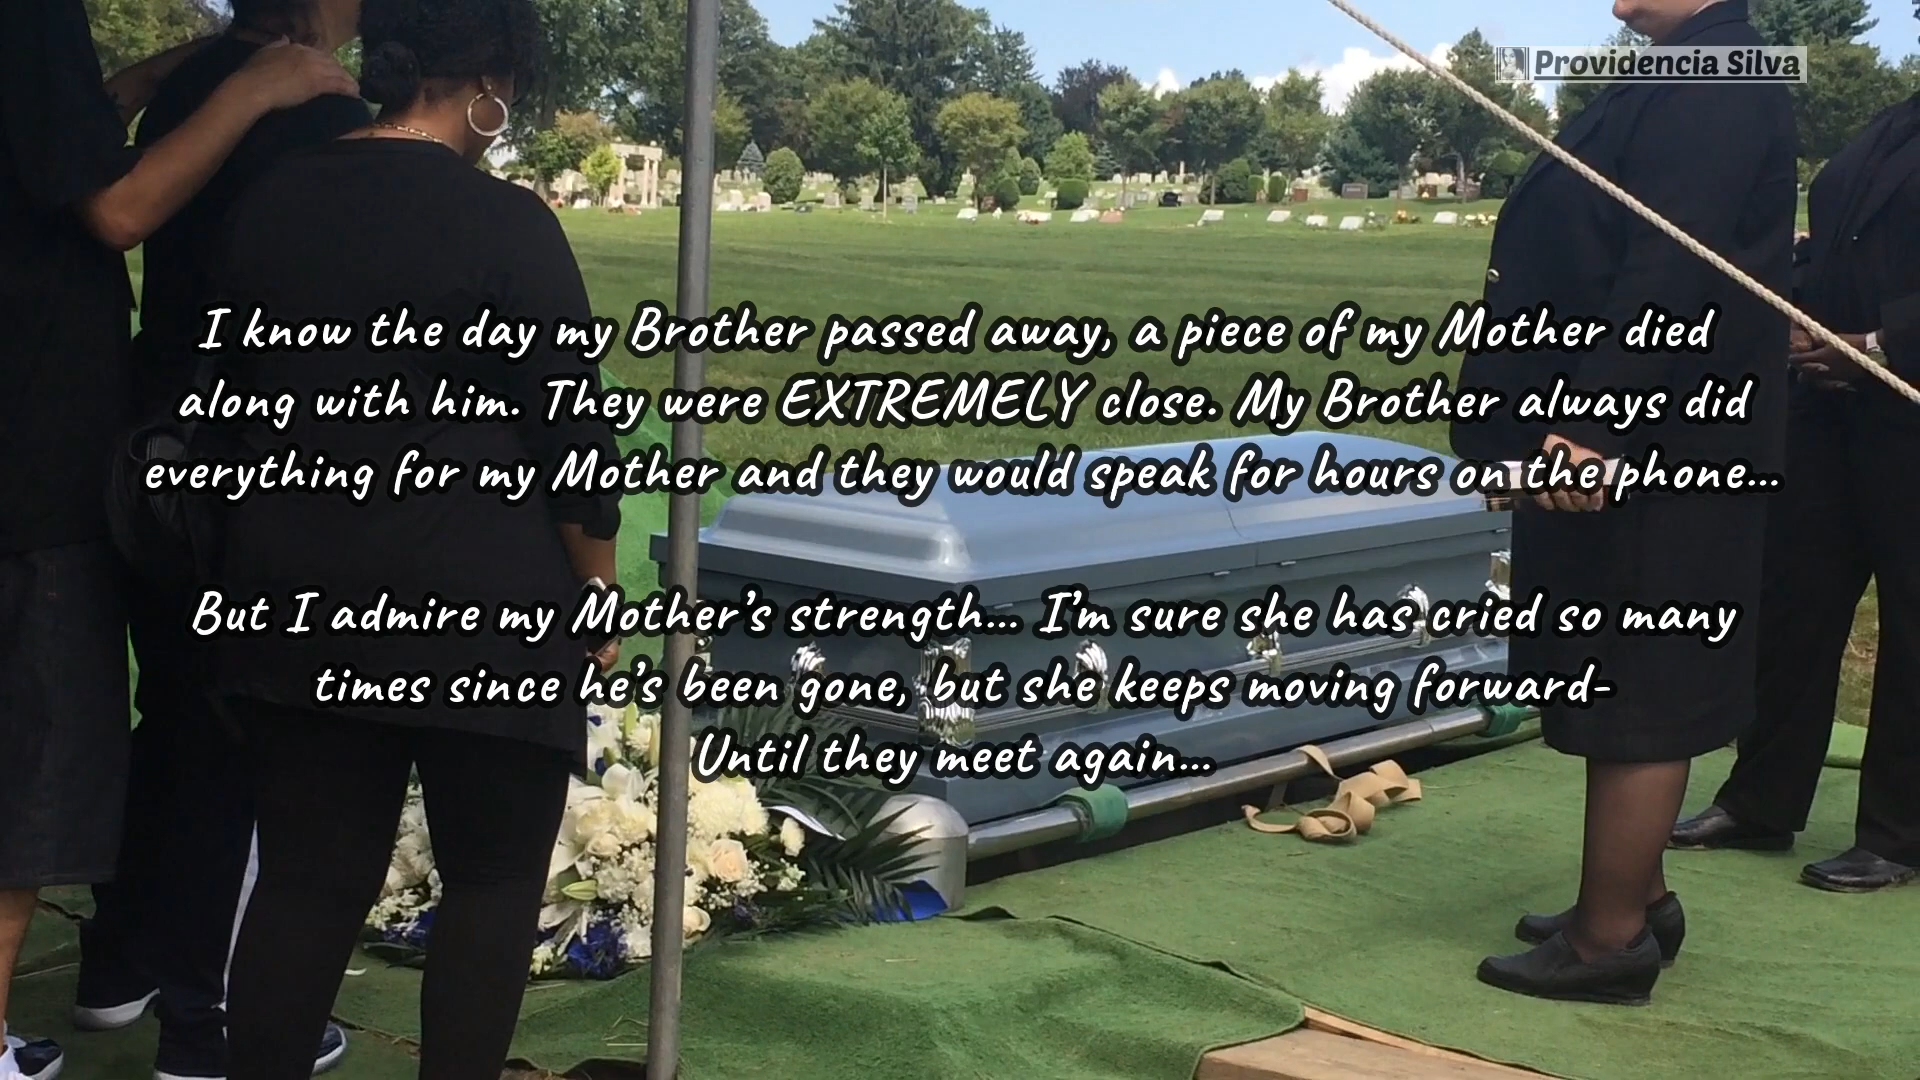 Providencia Silva
I know the day my Brother passed away, a piece of my Mother died
along with him. They were EXTREMELY close. My Brother always did
everything for my Mother and they would speak for hours on the phone...
But I admire my Mother’s strength... I’m sure she has cried so many
times since he’s been gone, but she keeps moving forward-
Until they meet again...